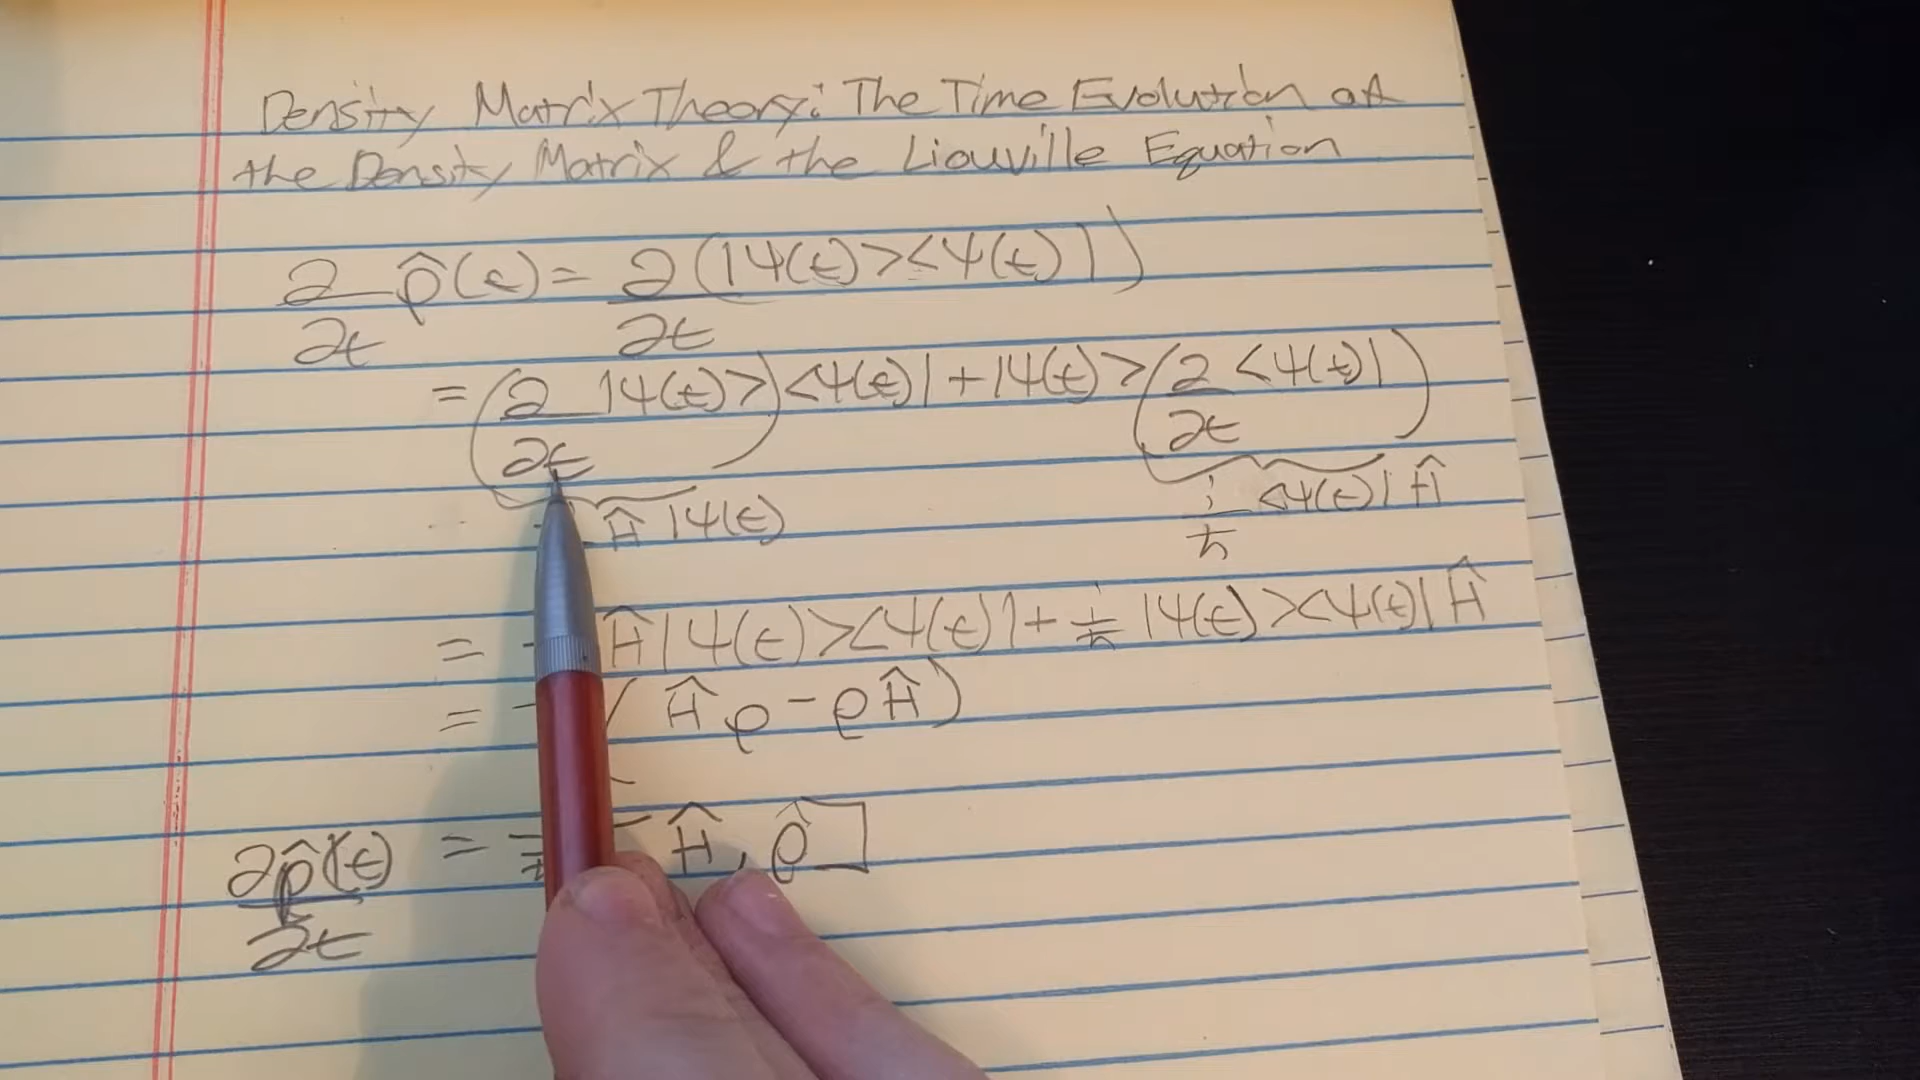 Density Matrix Theory: The Time Evolution of
the Density Matrix & the Liouville Equation
∂/∂t ρ̂(t) = ∂/∂t (|Ψ(t)><Ψ(t)|)
= (∂/∂t |Ψ(t)>)<Ψ(t)| + |Ψ(t)>(∂/∂t <Ψ(t)|)
Ĥ|Ψ(t) i/ħ <Ψ(t)|Ĥ
= - Ĥ|Ψ(t)><Ψ(t)| + i/ħ |Ψ(t)><Ψ(t)|Ĥ
= - (Ĥρ - ρĤ)
∂ρ̂(t)/∂t = [Ĥ, ρ̂]